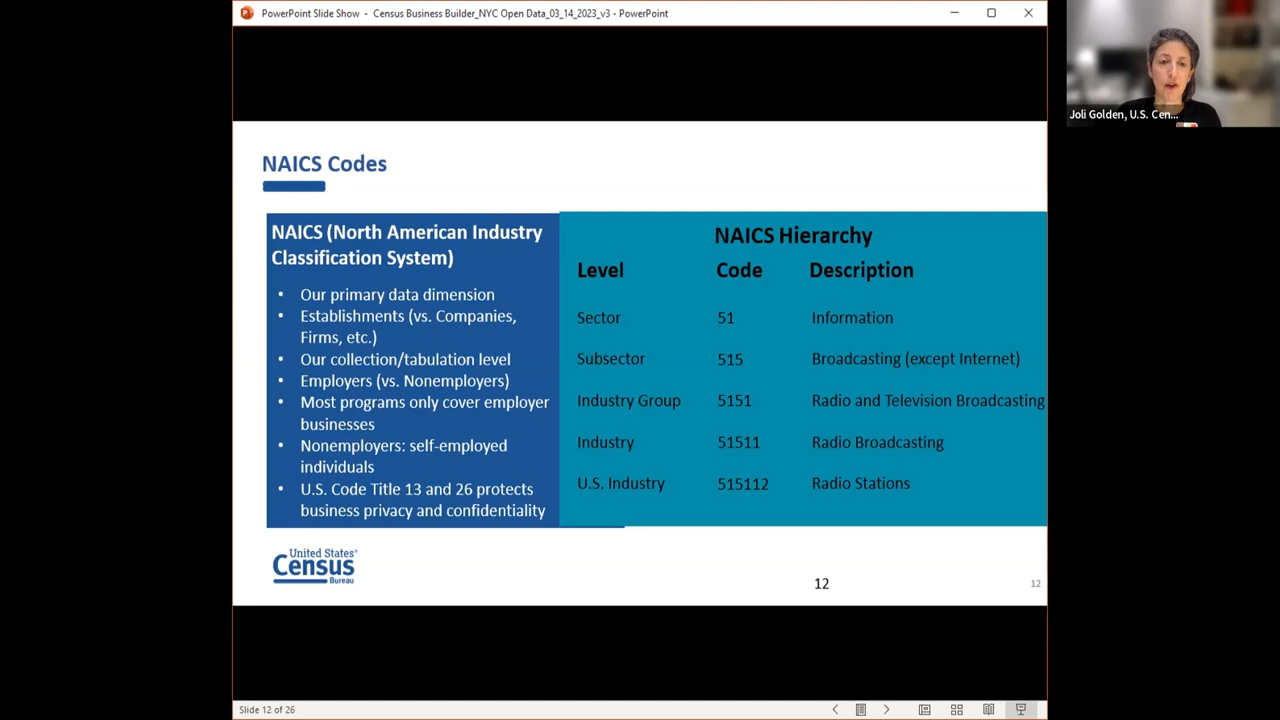 PowerPoint Slide Show - Census Business Builder_NYC Open Data_03_14_2023_v3 - PowerPoint
Joli Golden, U.S. Cen...
NAICS Codes
NAICS (North American Industry
Classification System)
• Our primary data dimension
• Establishments (vs. Companies,
Firms, etc.)
• Our collection/tabulation level
• Employers (vs. Nonemployers)
• Most programs only cover employer
businesses
• Nonemployers: self-employed
individuals
• U.S. Code Title 13 and 26 protects
business privacy and confidentiality
NAICS Hierarchy
Level Code Description
Sector 51 Information
Subsector 515 Broadcasting (except Internet)
Industry Group 5151 Radio and Television Broadcasting
Industry 51511 Radio Broadcasting
U.S. Industry 515112 Radio Stations
United States®
Census
Bureau
12
12
Slide 12 of 26